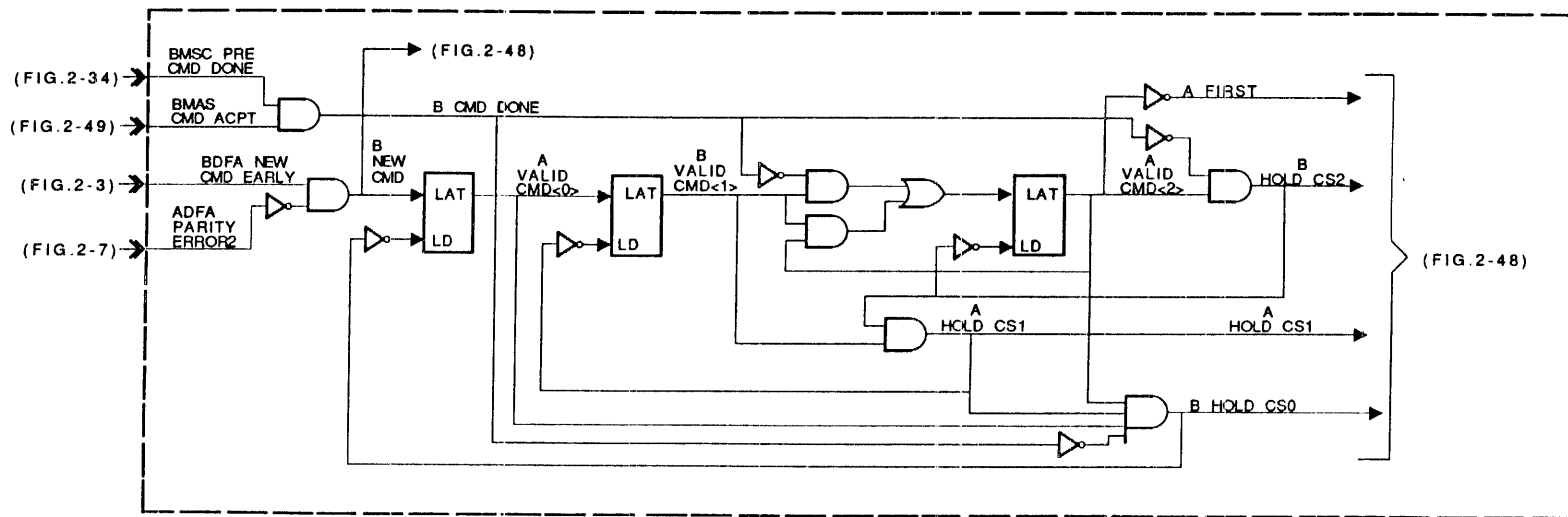 (FIG.2-48)
(FIG.2-34)
BMSC PRE
CMD DONE
(FIG.2-49)
BMAS
CMD ACPT
B CMD DONE
A FIRST
(FIG.2-3)
BDFA NEW
CMD EARLY
B
NEW
CMD
LAT
LD
A
VALID
CMD<0>
LAT
LD
B
VALID
CMD<1>
LAT
LD
A
VALID
CMD<2>
B
HOLD CS2
ADFA
PARITY
ERROR2
(FIG.2-7)
(FIG.2-48)
A
HOLD CS1
A
HOLD CS1
B HOLD CS0